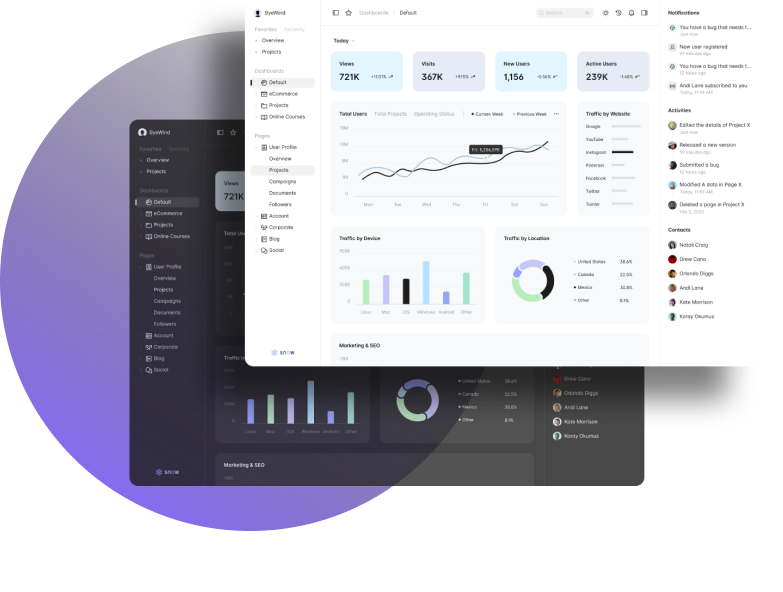 ByeWind
Favorites Recently
Overview
Projects
Dashboards
Default
eCommerce
Projects
Online Courses
Pages
User Profile
Overview
Projects
Campaigns
Documents
Followers
Account
Corporate
Blog
Social
snow
Dashboards / Default
Search
Today
Views
721K
+11.01%
Visits
367K
+9.15%
New Users
1,156
-0.56%
Active Users
239K
-1.48%
Total Users Total Projects Operating Status | Current Week Previous Week
15M
10M
5M
0
Mon Tue Wed Thu Fri Sat Sun
Traffic by Website
Google
YouTube
Instagram
Pinterest
Facebook
Twitter
Tumblr
Traffic by Device
Linux Mac iOS Windows Android Other
Traffic by Location
United States 38.6%
Canada 22.5%
Mexico 30.8%
Other 8.1%
Marketing & SEO
15M
Notifications
You have a bug that needs t...
Just now
New user registered
59 minutes ago
You have a bug that needs t...
12 hours ago
Andi Lane subscribed to you
Today, 11:59 AM
Activities
Edited the details of Project X
Just now
Released a new version
59 minutes ago
Submitted a bug
12 hours ago
Modified A data in Page X
Today, 11:59 AM
Deleted a page in Project X
Feb 2, 2023
Contacts
Natali Craig
Drew Cano
Orlando Diggs
Andi Lane
Kate Morrison
Koray Okumus
ByeWind
Favorites Recently
Overview
Projects
Dashboards
Default
eCommerce
Projects
Online Courses
Pages
User Profile
Overview
Projects
Campaigns
Documents
Followers
Account
Corporate
Blog
Social
snow
Views
721K
Total Us
Traffic b
Linux Mac iOS Windows Android Other
United States 38.6%
Canada 22.5%
Mexico 30.8%
Other 8.1%
Marketing & SEO
15M
Drew Cano
Orlando Diggs
Andi Lane
Kate Morrison
Koray Okumus